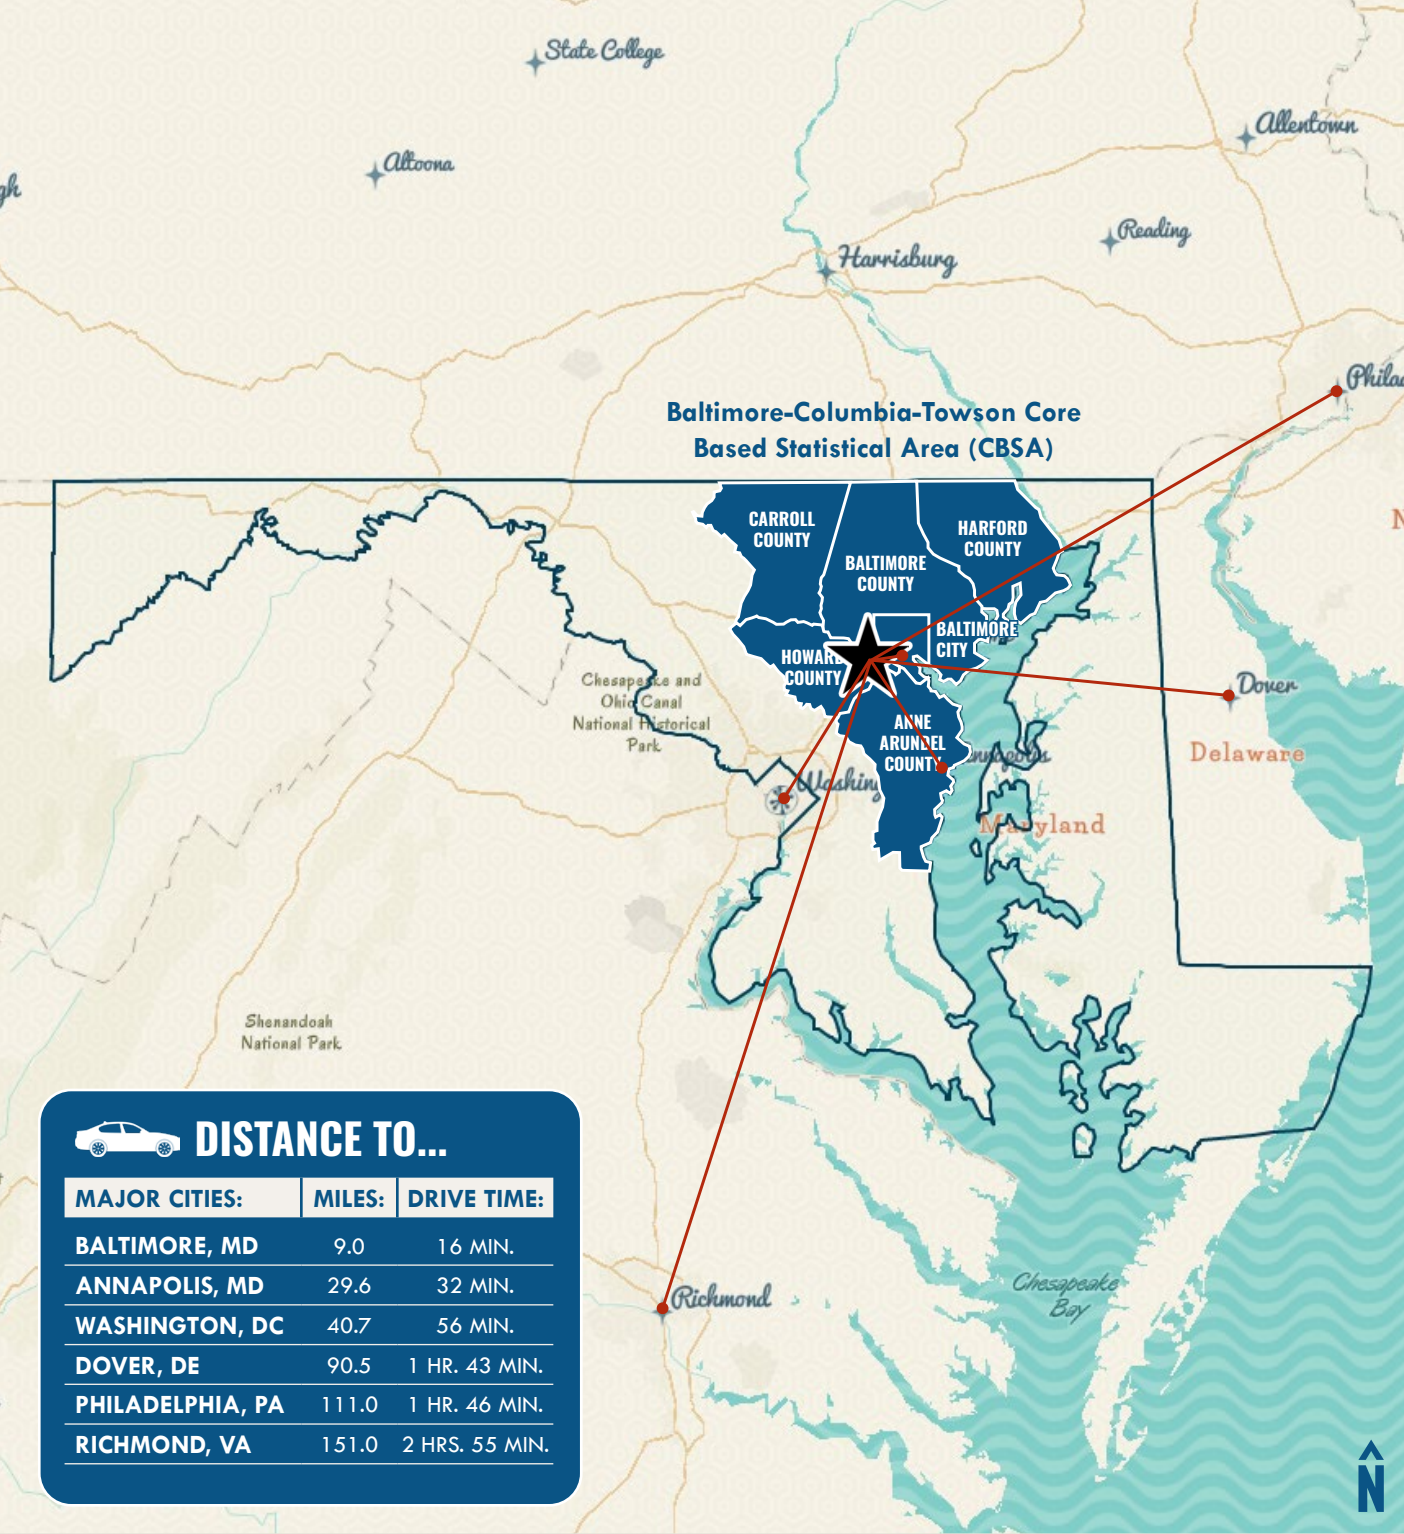 State College
Allentown
Altoona
gh
Reading
Harrisburg
Philad
Baltimore-Columbia-Towson Core
Based Statistical Area (CBSA)
CARROLL
COUNTY
HARFORD
COUNTY
BALTIMORE
COUNTY
BALTIMORE
CITY
HOWARD
COUNTY
Chesapeake and
Ohio Canal
National Historical
Park
Dover
ANNE
ARUNDEL
COUNTY
nnapolis
Delaware
Washing
Maryland
Shenandoah
National Park
DISTANCE TO...
MAJOR CITIES: MILES: DRIVE TIME:
BALTIMORE, MD 9.0 16 MIN.
ANNAPOLIS, MD 29.6 32 MIN.
WASHINGTON, DC 40.7 56 MIN.
DOVER, DE 90.5 1 HR. 43 MIN.
PHILADELPHIA, PA 111.0 1 HR. 46 MIN.
RICHMOND, VA 151.0 2 HRS. 55 MIN.
Richmond
Chesapeake
Bay
N